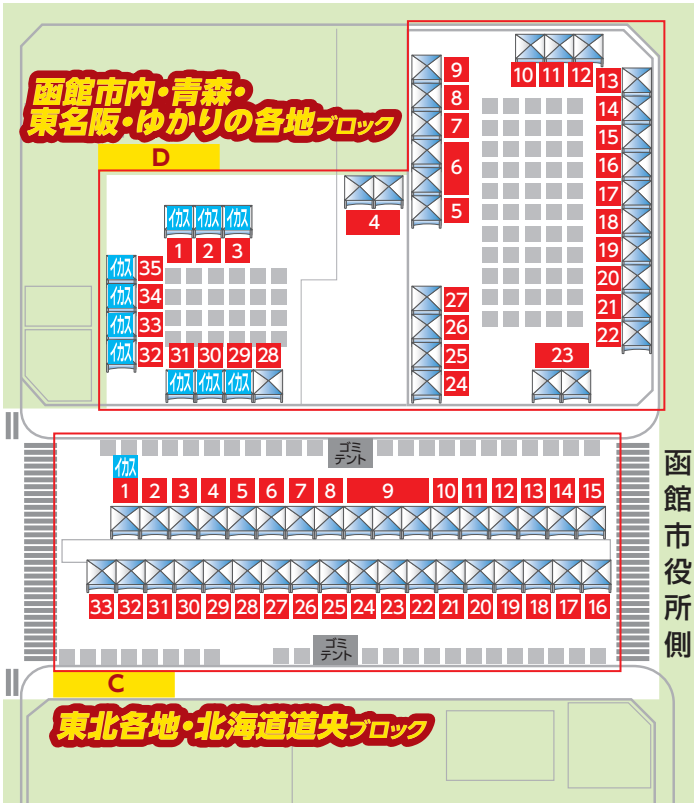 函館市内・青森・
東名阪・ゆかりの各地ブロック
D
10 11 12
9
8
7
6
5
13
14
15
16
17
18
19
20
21
22
4
イカス イカス イカス
1 2 3
イカス 35
イカス 34
イカス 33
イカス 32
31 30 29 28
イカス イカス イカス
27
26
25
24
23
ゴミ
テント
イカス
1 2 3 4 5 6 7 8 9 10 11 12 13 14 15
33 32 31 30 29 28 27 26 25 24 23 22 21 20 19 18 17 16
ゴミ
テント
函館市役所側
C
東北各地・北海道道央ブロック